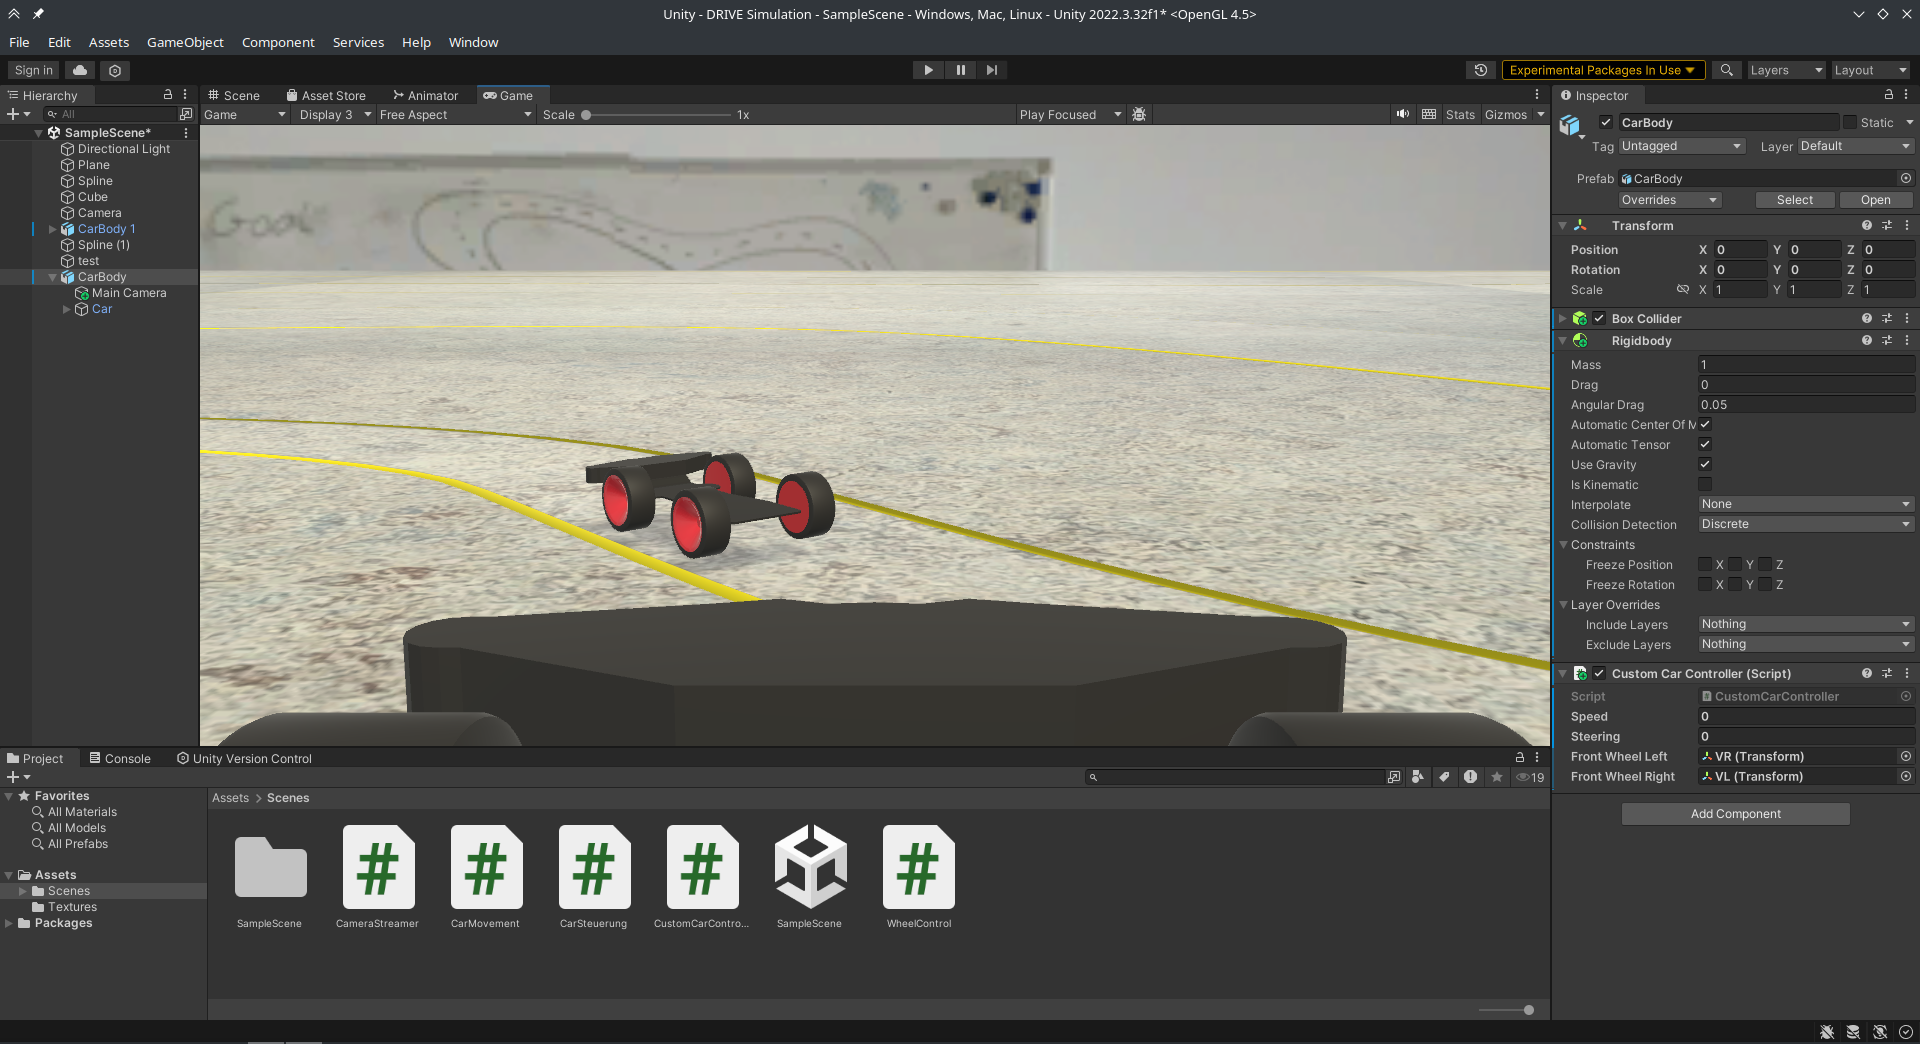 Unity - DRIVE Simulation - SampleScene - Windows, Mac, Linux - Unity 2022.3.32f1* <OpenGL 4.5>
File Edit Assets GameObject Component Services Help Window
Sign in
Experimental Packages In Use
Layers
Layout
Hierarchy
All
SampleScene*
Directional Light
Plane
Spline
Cube
Camera
CarBody 1
Spline (1)
test
CarBody
Main Camera
Car
Scene
Asset Store
Animator
Game
Game
Display 3
Free Aspect
Scale
1x
Play Focused
Stats
Gizmos
Goal
Inspector
CarBody
Static
Tag Untagged
Layer Default
Prefab CarBody
Overrides
Select
Open
Transform
Position X 0 Y 0 Z 0
Rotation X 0 Y 0 Z 0
Scale X 1 Y 1 Z 1
Box Collider
Rigidbody
Mass 1
Drag 0
Angular Drag 0.05
Automatic Center Of M
Automatic Tensor
Use Gravity
Is Kinematic
Interpolate None
Collision Detection Discrete
Constraints
Freeze Position X Y Z
Freeze Rotation X Y Z
Layer Overrides
Include Layers Nothing
Exclude Layers Nothing
Custom Car Controller (Script)
Script CustomCarController
Speed 0
Steering 0
Front Wheel Left VR (Transform)
Front Wheel Right VL (Transform)
Add Component
Project
Console
Unity Version Control
19
Favorites
All Materials
All Models
All Prefabs
Assets
Scenes
Textures
Packages
Assets > Scenes
SampleScene
CameraStreamer
CarMovement
CarSteuerung
CustomCarContro...
SampleScene
WheelControl